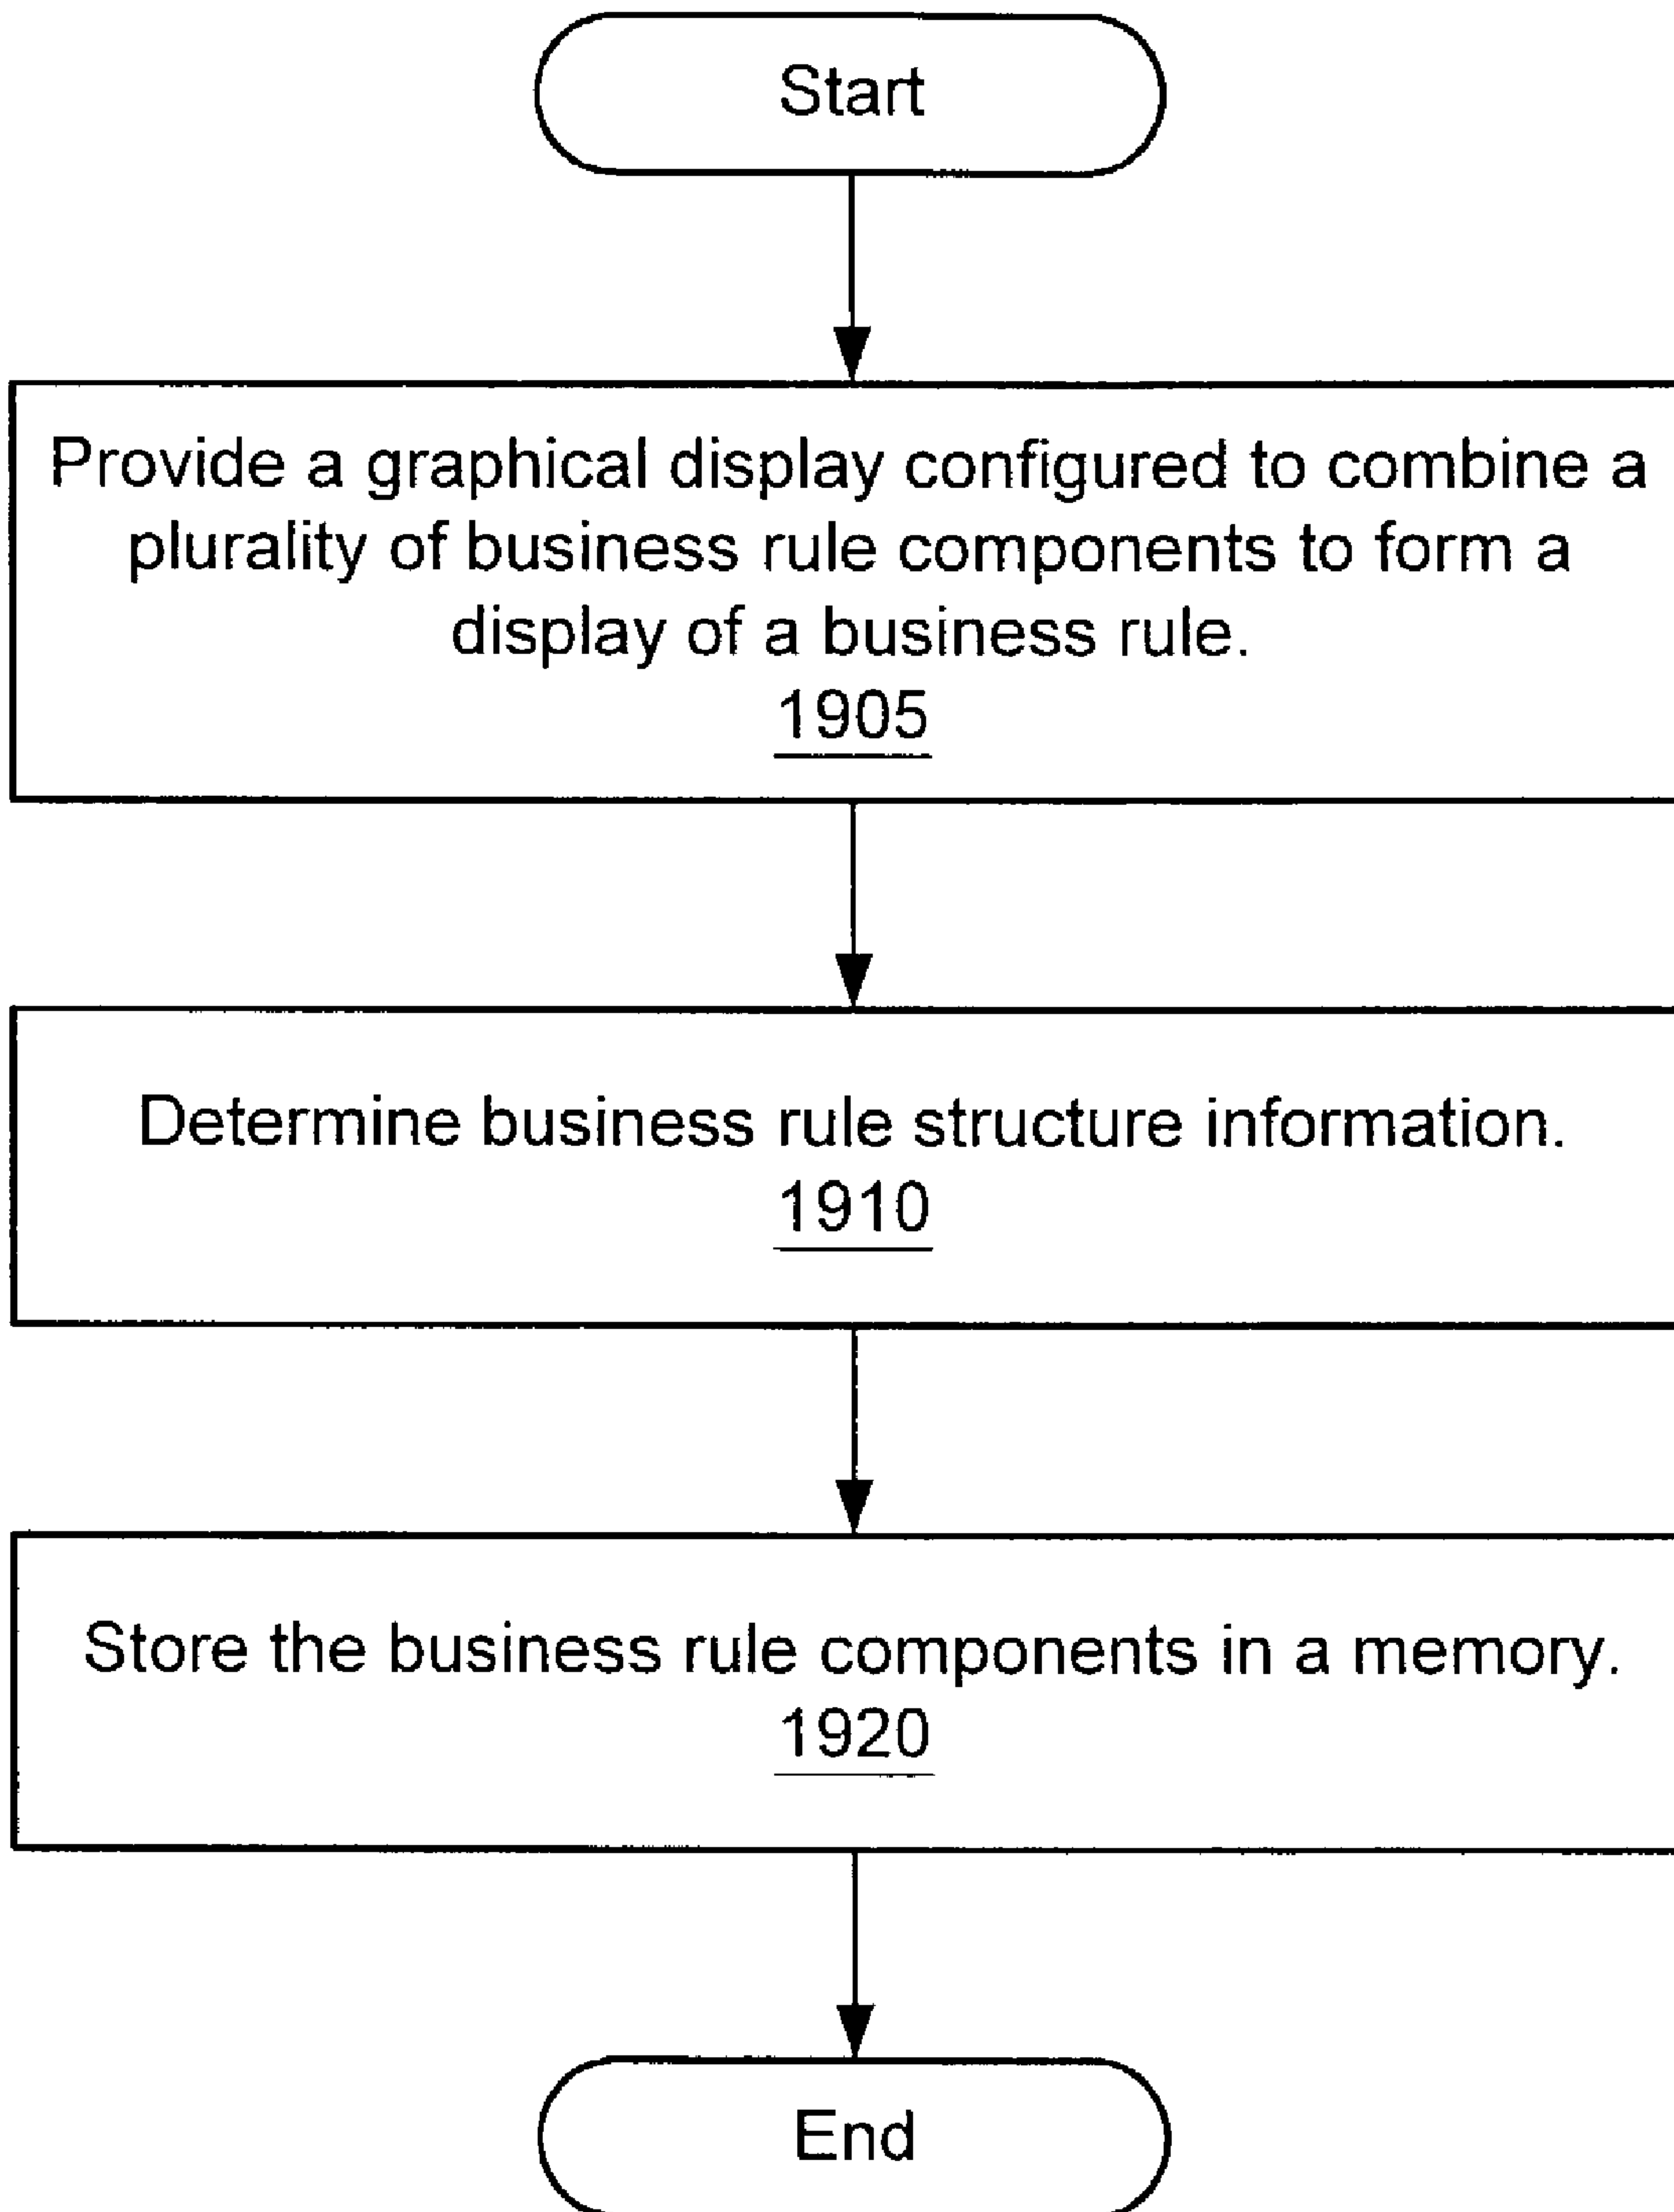 Start
Provide a graphical display configured to combine a
plurality of business rule components to form a
display of a business rule.
1905
Determine business rule structure information.
1910
Store the business rule components in a memory.
1920
End